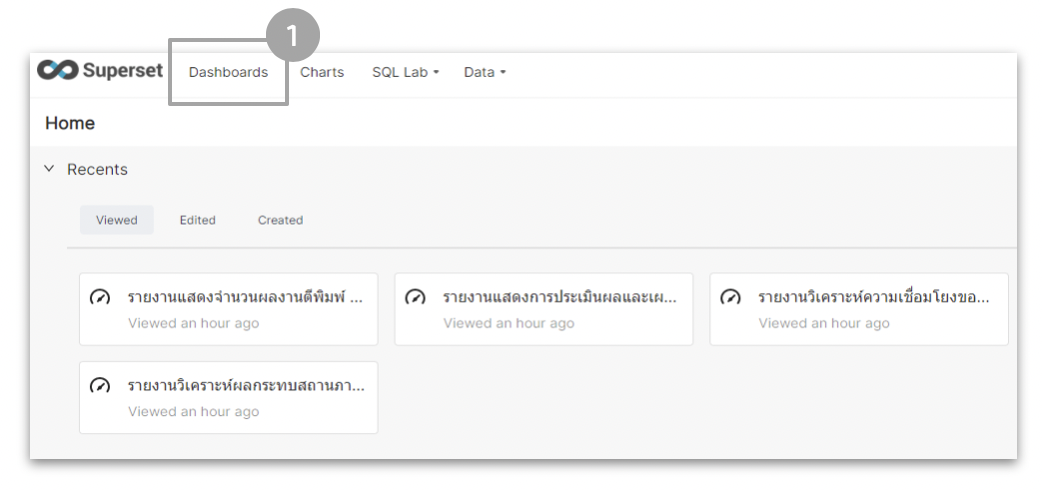 1
Superset Dashboards Charts SQL Lab Data
Home
Recents
Viewed Edited Created
รายงานแสดงจำนวนผลงานตีพิมพ์ ...
Viewed an hour ago
รายงานแสดงการประเมินผลและเผ...
Viewed an hour ago
รายงานวิเคราะห์ความเชื่อมโยงขอ...
Viewed an hour ago
รายงานวิเคราะห์ผลกระทบสถานภา...
Viewed an hour ago